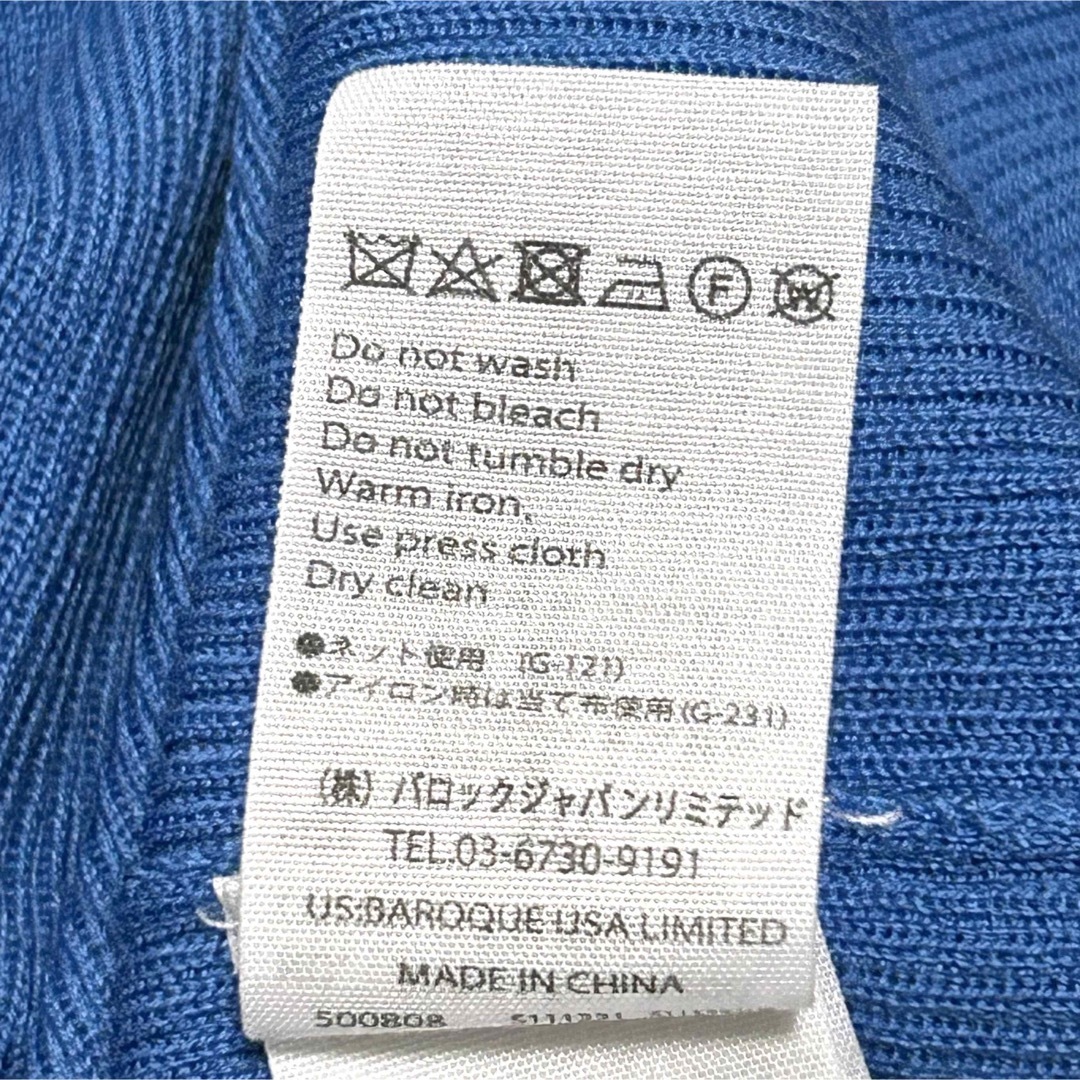 F W
Do not wash
Do not bleach
Do not tumble dry
Warm iron.
Use press cloth
Dry clean
●ネット使用 (G-121)
●アイロン時は当て布使用(G-231)
(株) バロックジャパンリミテッド
TEL.03-6730-9191
US:BAROQUE USA LIMITED
MADE IN CHINA
500808